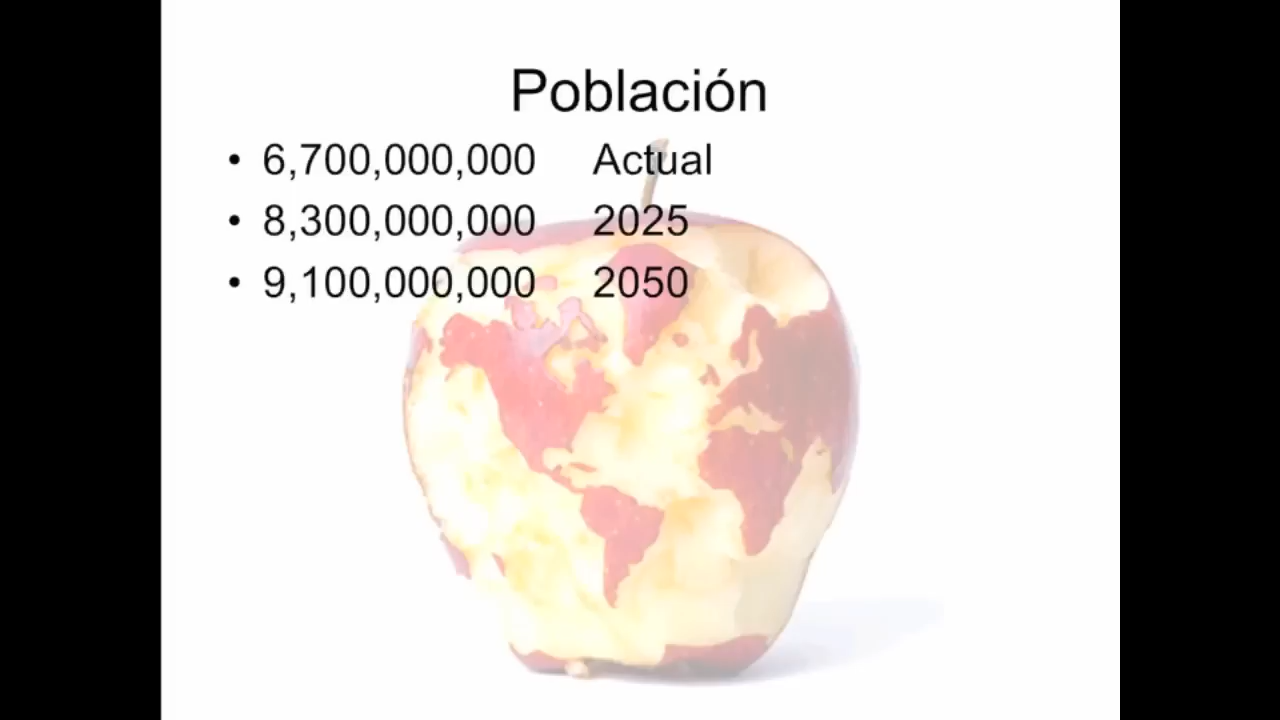 Población
• 6,700,000,000 Actual
• 8,300,000,000 2025
• 9,100,000,000 2050